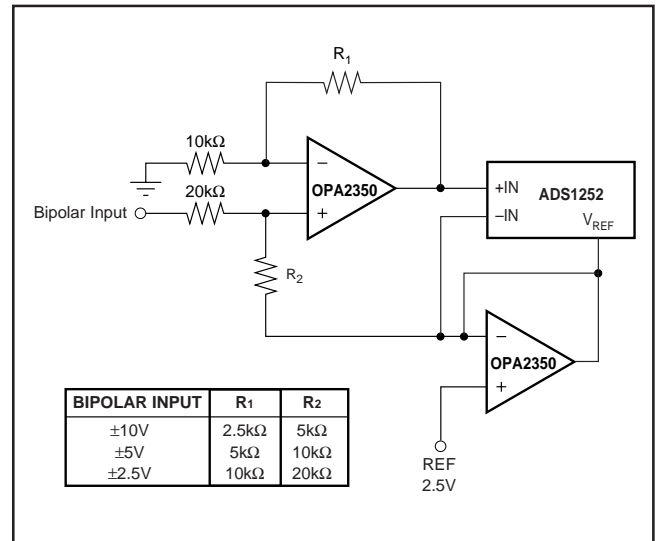 R₁
10kΩ
–
OPA2350
+
20kΩ
Bipolar Input
R₂
+IN
ADS1252
–IN
VREF
–
OPA2350
+
REF
2.5V
BIPOLAR INPUT R₁ R₂
±10V 2.5kΩ 5kΩ
±5V 5kΩ 10kΩ
±2.5V 10kΩ 20kΩ